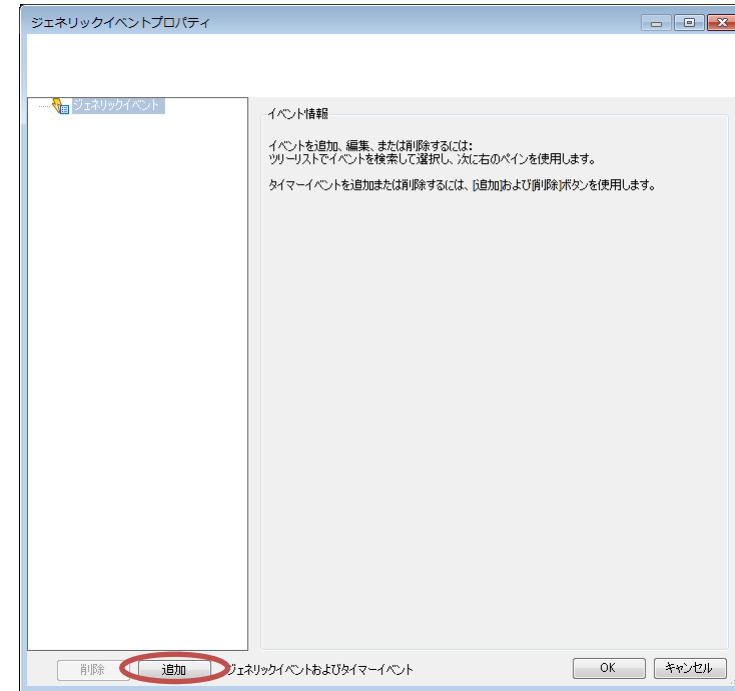 ジェネリックイベントプロパティ
ジェネリックイベント
イベント情報
イベントを追加、編集、または削除するには:
ツリーリストでイベントを検索して選択し、次に右のペインを使用します。
タイマーイベントを追加または削除するには、[追加]および[削除]ボタンを使用します。
削除 追加 ジェネリックイベントおよびタイマーイベント OK キャンセル